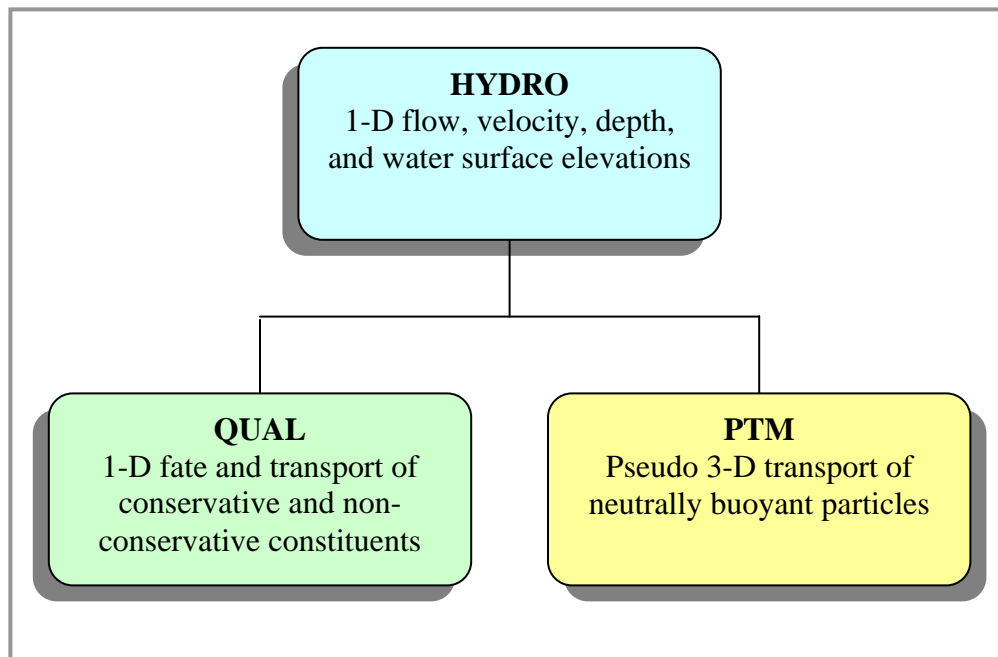 HYDRO
1-D flow, velocity, depth,
and water surface elevations
QUAL
1-D fate and transport of
conservative and non-
conservative constituents
PTM
Pseudo 3-D transport of
neutrally buoyant particles